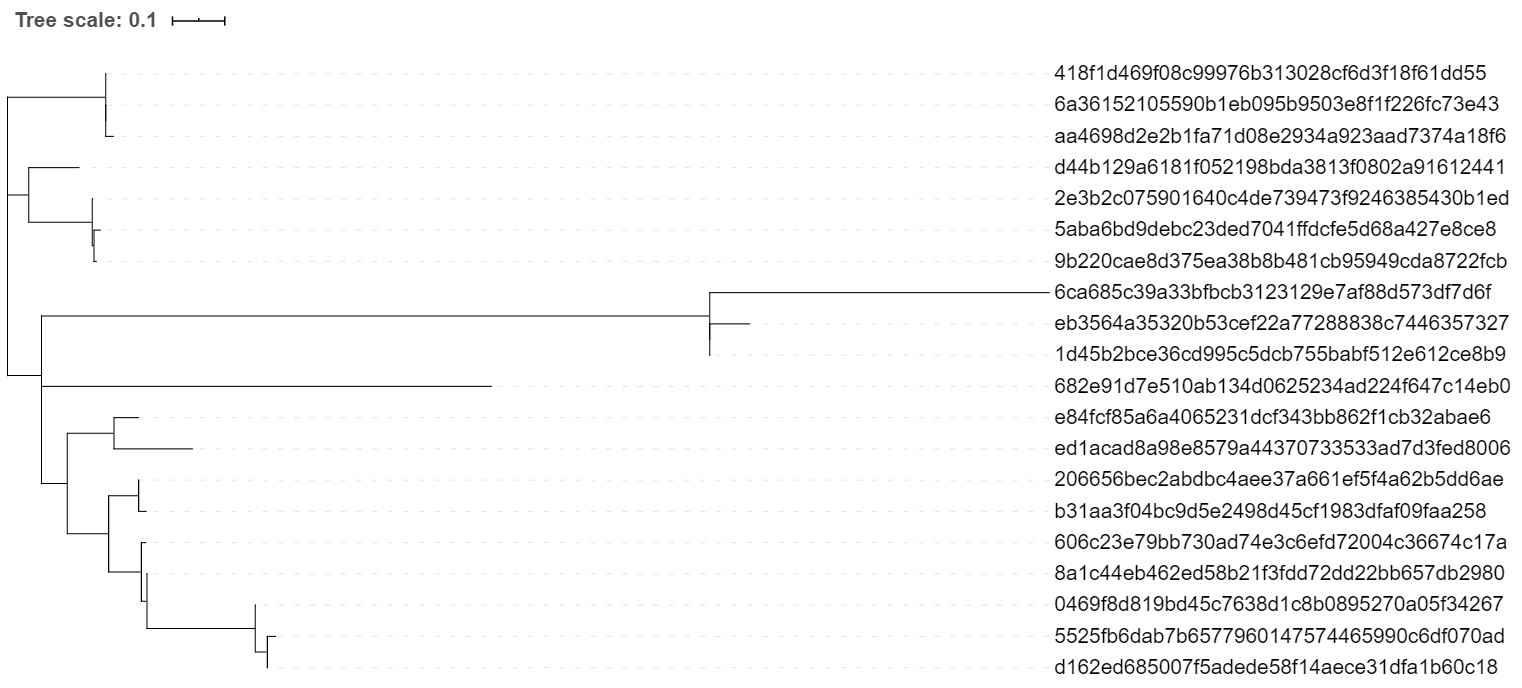 Tree scale: 0.1
418f1d469f08c99976b313028cf6d3f18f61dd55
6a36152105590b1eb095b9503e8f1f226fc73e43
aa4698d2e2b1fa71d08e2934a923aad7374a18f6
d44b129a6181f052198bda3813f0802a91612441
2e3b2c075901640c4de739473f9246385430b1ed
5aba6bd9debc23ded7041ffdcfe5d68a427e8ce8
9b220cae8d375ea38b8b481cb95949cda8722fcb
6ca685c39a33bfbcb3123129e7af88d573df7d6f
eb3564a35320b53cef22a77288838c7446357327
1d45b2bce36cd995c5dcb755babf512e612ce8b9
682e91d7e510ab134d0625234ad224f647c14eb0
e84fcf85a6a4065231dcf343bb862f1cb32abae6
ed1acad8a98e8579a44370733533ad7d3fed8006
206656bec2abdbc4aee37a661ef5f4a62b5dd6ae
b31aa3f04bc9d5e2498d45cf1983dfaf09faa258
606c23e79bb730ad74e3c6efd72004c36674c17a
8a1c44eb462ed58b21f3fdd72dd22bb657db2980
0469f8d819bd45c7638d1c8b0895270a05f34267
5525fb6dab7b6577960147574465990c6df070ad
d162ed685007f5adede58f14aece31dfa1b60c18